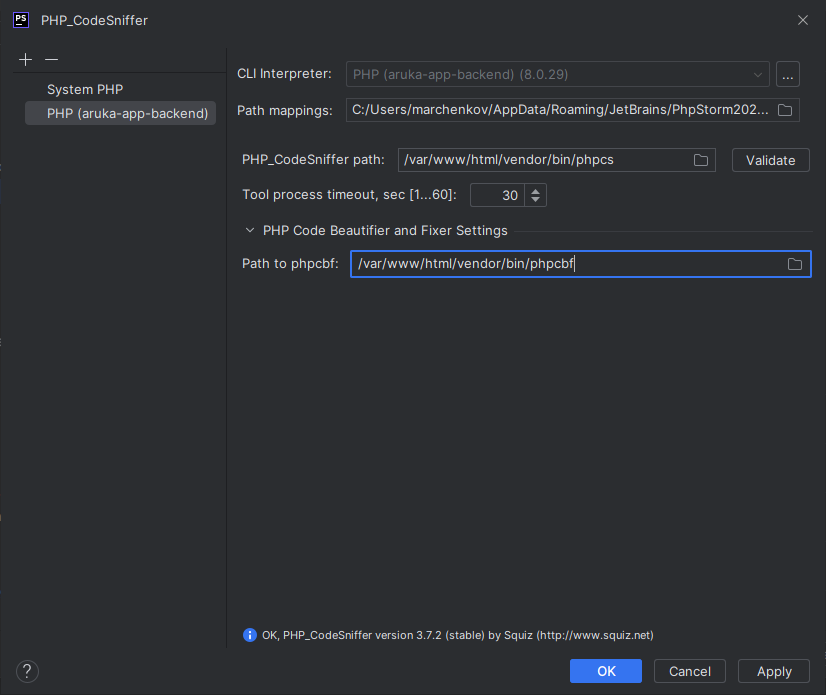 PS PHP_CodeSniffer
System PHP
PHP (aruka-app-backend)
CLI Interpreter: PHP (aruka-app-backend) (8.0.29) ...
Path mappings: C:/Users/marchenkov/AppData/Roaming/JetBrains/PhpStorm202...
PHP_CodeSniffer path: /var/www/html/vendor/bin/phpcs Validate
Tool process timeout, sec [1...60]: 30
PHP Code Beautifier and Fixer Settings
Path to phpcbf: /var/www/html/vendor/bin/phpcbf
OK, PHP_CodeSniffer version 3.7.2 (stable) by Squiz (http://www.squiz.net)
? OK Cancel Apply